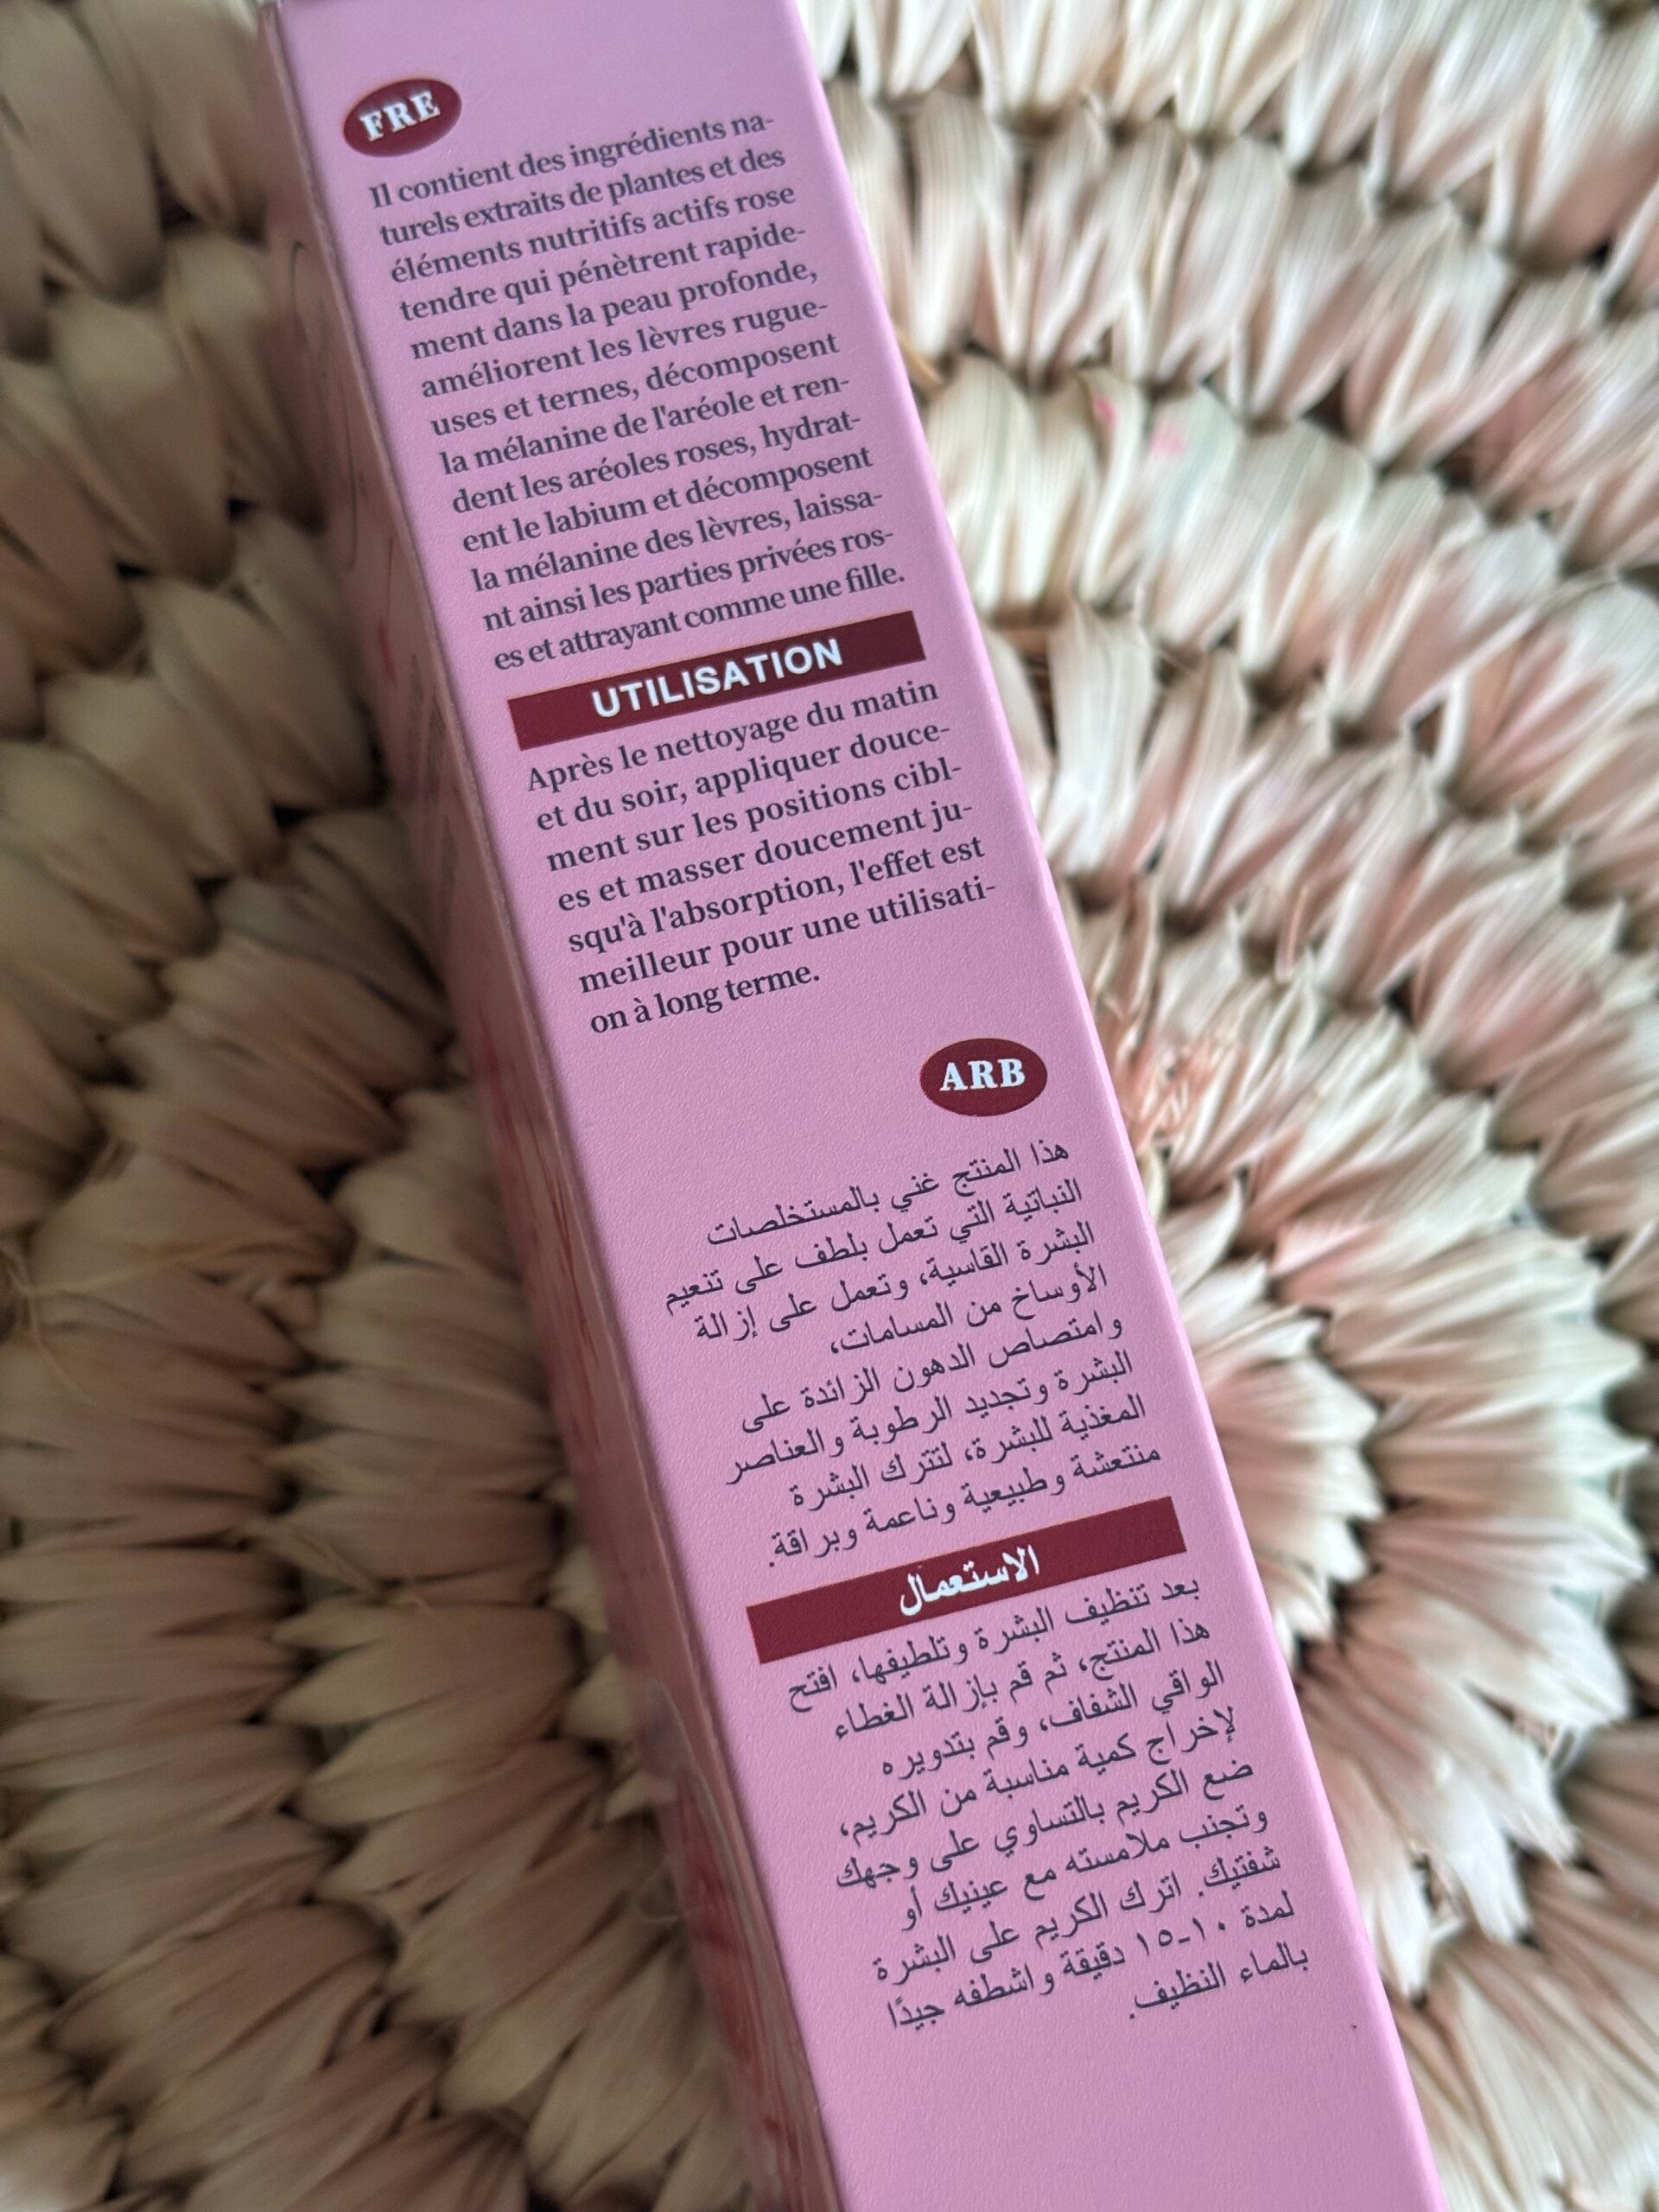 FRE
Il contient des ingrédients na-
turels extraits de plantes et des
éléments nutritifs actifs rose
tendre qui pénètrent rapide-
ment dans la peau profonde,
améliorent les lèvres rugue-
uses et ternes, décomposent
la mélanine de l'aréole et ren-
dent les aréoles roses, hydrat-
ent le labium et décomposent
la mélanine des lèvres, laissa-
nt ainsi les parties privées ros-
es et attrayant comme une fille.
UTILISATION
Après le nettoyage du matin
et du soir, appliquer douce-
ment sur les positions cibl-
es et masser doucement ju-
squ'à l'absorption, l'effet est
meilleur pour une utilisati-
on à long terme.
ARB
هذا المنتج غني بالمستخلصات
النباتية التي تعمل بلطف على تنعيم
البشرة القاسية، وتعمل على إزالة
الأوساخ من المسامات،
وامتصاص الدهون الزائدة على
البشرة وتجديد الرطوبة والعناصر
المغذية للبشرة، لتترك البشرة
منتعشة وطبيعية وناعمة وبراقة.
الاستعمال
بعد تنظيف البشرة وتلطيفها، افتح
هذا المنتج، ثم قم بإزالة الغطاء
الواقي الشفاف، وقم بتدويره
لإخراج كمية مناسبة من الكريم،
ضع الكريم بالتساوي على وجهك
وتجنب ملامسته مع عينيك أو
شفتيك. اترك الكريم على البشرة
لمدة ١٠-١٥ دقيقة واشطفه جيدًا
بالماء النظيف.